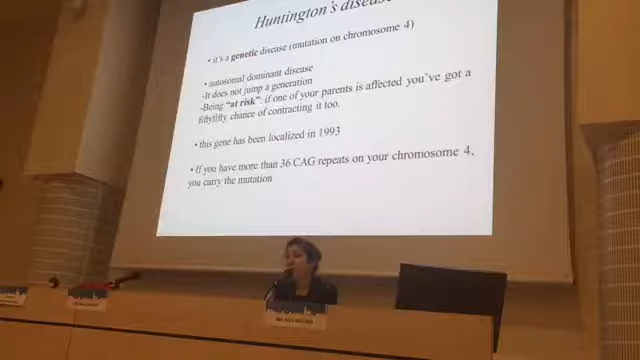 Huntington's disease
• it's a genetic disease (mutation on chromosome 4)
• autosomal dominant disease
-It does not jump a generation
-Being "at risk": if one of your parents is affected you've got a
fiftyfifty chance of contracting it too.
• this gene has been localized in 1993
• If you have more than 36 CAG repeats on your chromosome 4,
you carry the mutation